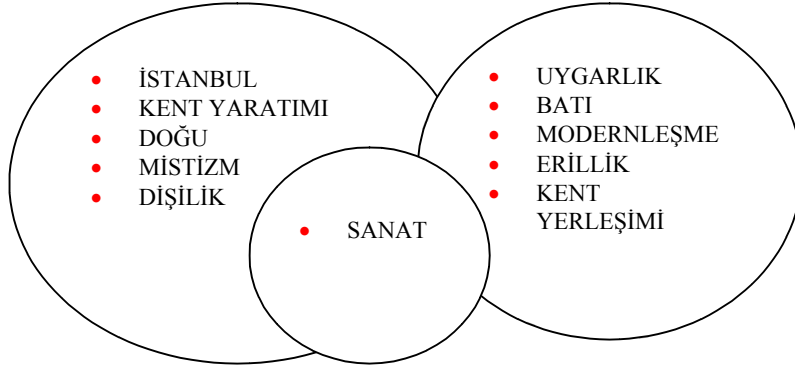 • İSTANBUL
• KENT YARATIMI
• DOĞU
• MİSTİZM
• DİŞİLİK
• SANAT
• UYGARLIK
• BATI
• MODERNLEŞME
• ERİLLİK
• KENT
YERLEŞİMİ